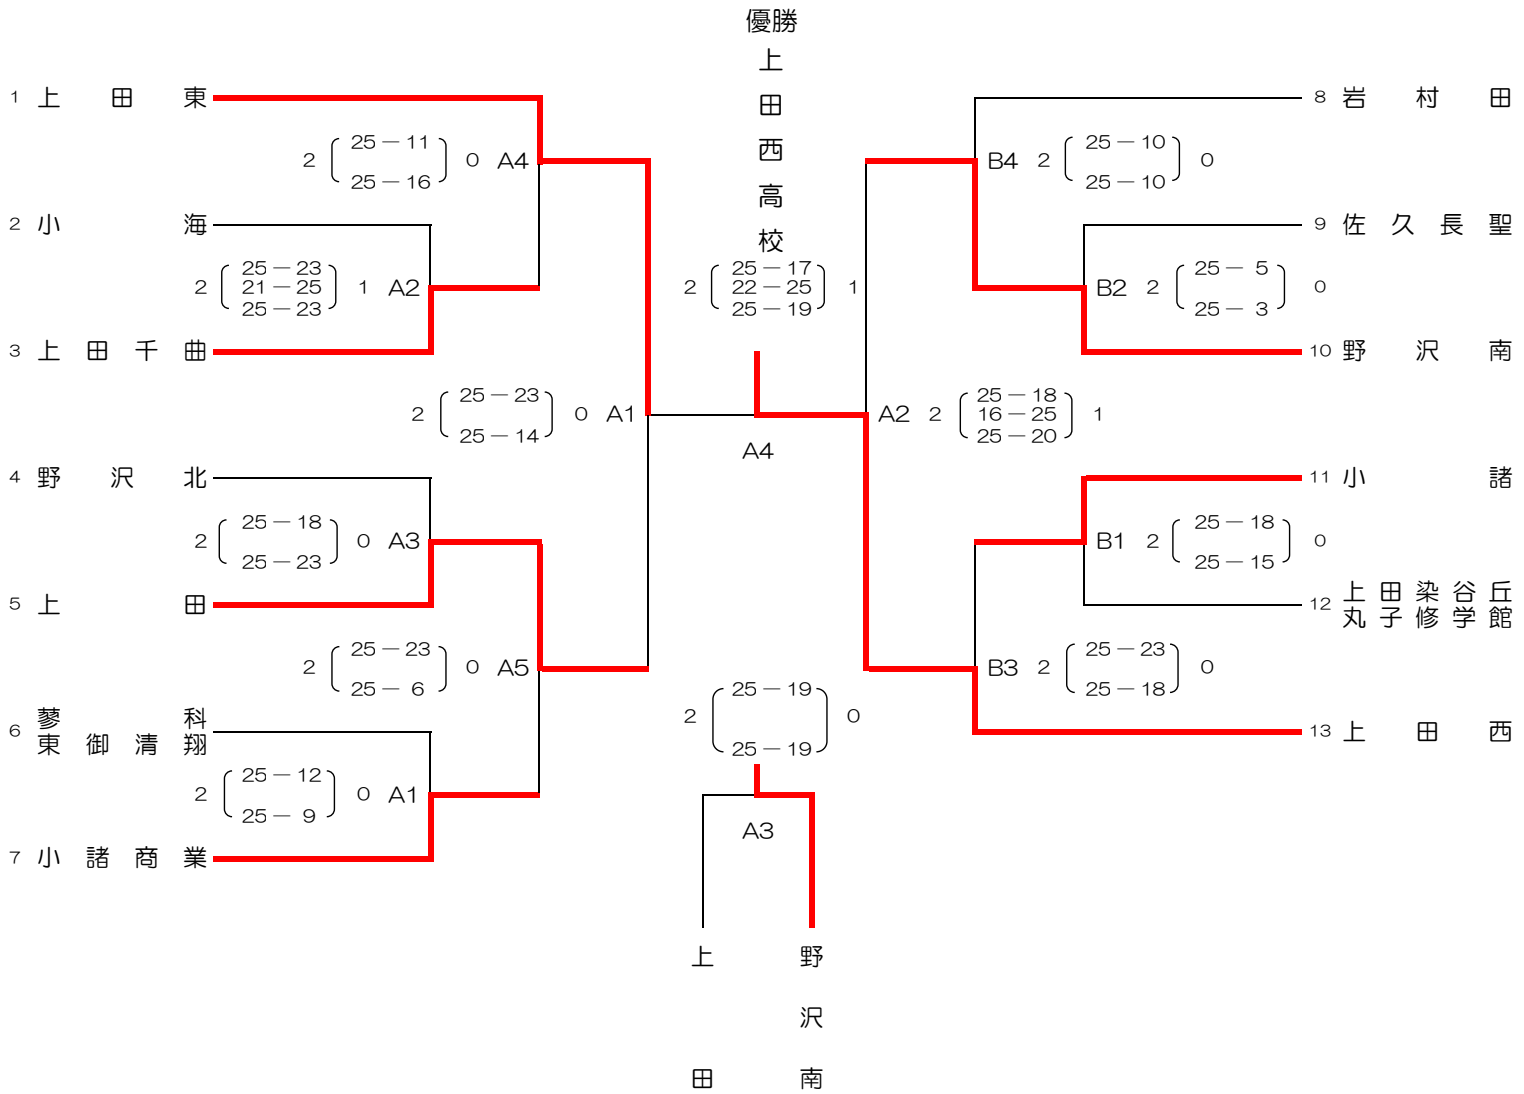 優勝
上田西高校
1 上田東
2 25－11 0 A4
25－16
2 小海
25－23
2 21－25 1 A2
25－23
3 上田千曲
2 25－23 0 A1
25－14
4 野沢北
2 25－18 0 A3
25－23
5 上田
2 25－23 0 A5
25－6
6 蓼科
東御清翔
2 25－12 0 A1
25－9
7 小諸商業
25－17
2 22－25 1
25－19
A4
8 岩村田
B4 2 25－10 0
25－10
9 佐久長聖
B2 2 25－5 0
25－3
10 野沢南
25－18
A2 2 16－25 1
25－20
11 小諸
B1 2 25－18 0
25－15
12 上田染谷丘
丸子修学館
B3 2 25－23 0
25－18
13 上田西
2 25－19 0
25－19
A3
上田
野沢南